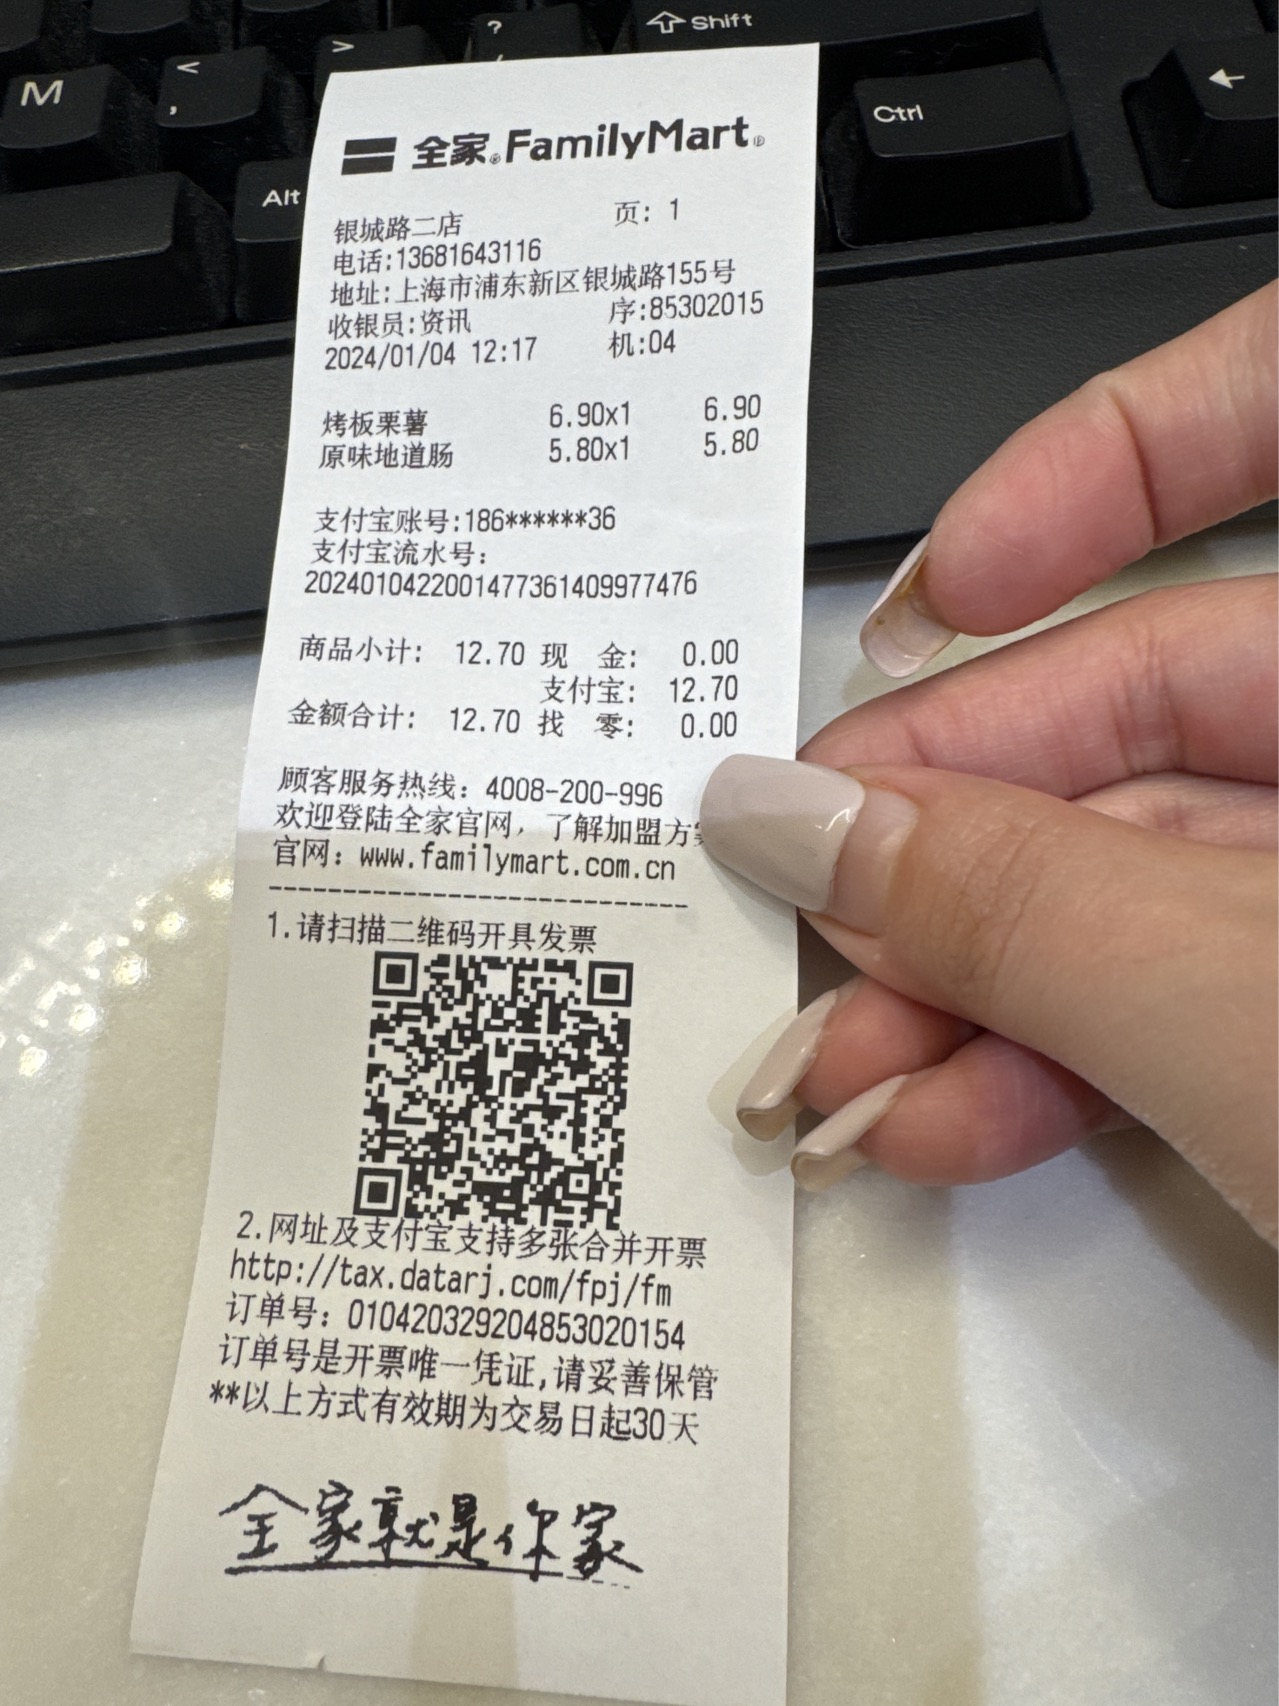 M
<
,
>
?
/
Shift
Alt
Ctrl
←
全家®FamilyMart®
银城路二店 页: 1
电话:13681643116
地址:上海市浦东新区银城路155号
收银员:资讯 序:85302015
2024/01/04 12:17 机:04
烤板栗薯 6.90x1 6.90
原味地道肠 5.80x1 5.80
支付宝账号:186******36
支付宝流水号:
2024010422001477361409977476
商品小计: 12.70 现 金: 0.00
支付宝: 12.70
金额合计: 12.70 找 零: 0.00
顾客服务热线: 4008-200-996
欢迎登陆全家官网, 了解加盟方
官网: www.familymart.com.cn
--------------------------------
1.请扫描二维码开具发票
2.网址及支付宝支持多张合并开票
http://tax.datarj.com/fpj/fm
订单号: 010420329204853020154
订单号是开票唯一凭证,请妥善保管
**以上方式有效期为交易日起30天
全家就是你家